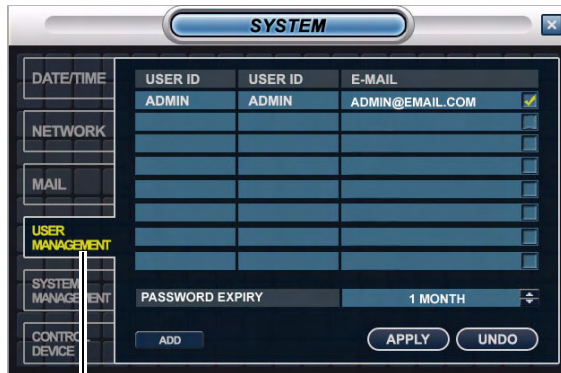 SYSTEM
DATE/TIME
NETWORK
MAIL
USER
MANAGEMENT
SYSTEM
MANAGEMENT
CONTROL
DEVICE
USER ID USER ID E-MAIL
ADMIN ADMIN ADMIN@EMAIL.COM
PASSWORD EXPIRY 1 MONTH
ADD APPLY UNDO